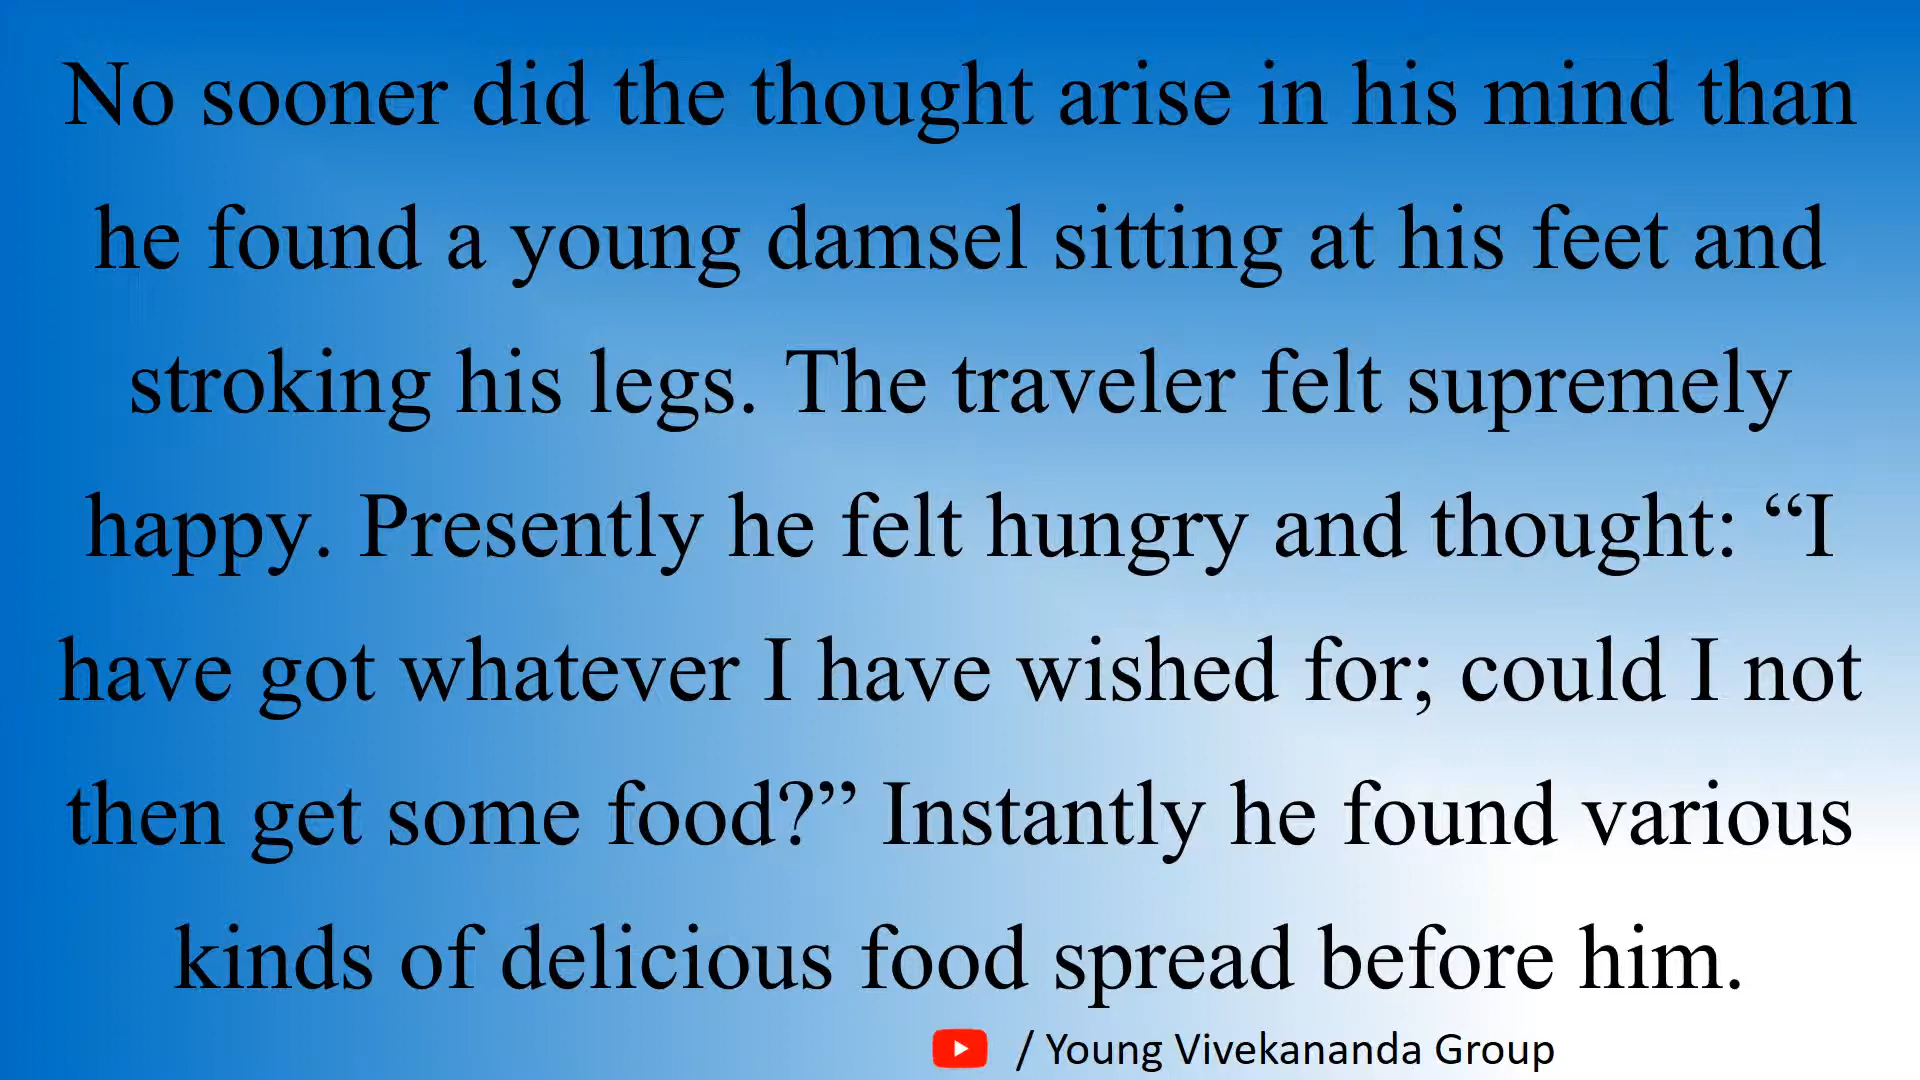 No sooner did the thought arise in his mind than
he found a young damsel sitting at his feet and
stroking his legs. The traveler felt supremely
happy. Presently he felt hungry and thought: “I
have got whatever I have wished for; could I not
then get some food?” Instantly he found various
kinds of delicious food spread before him.
/ Young Vivekananda Group